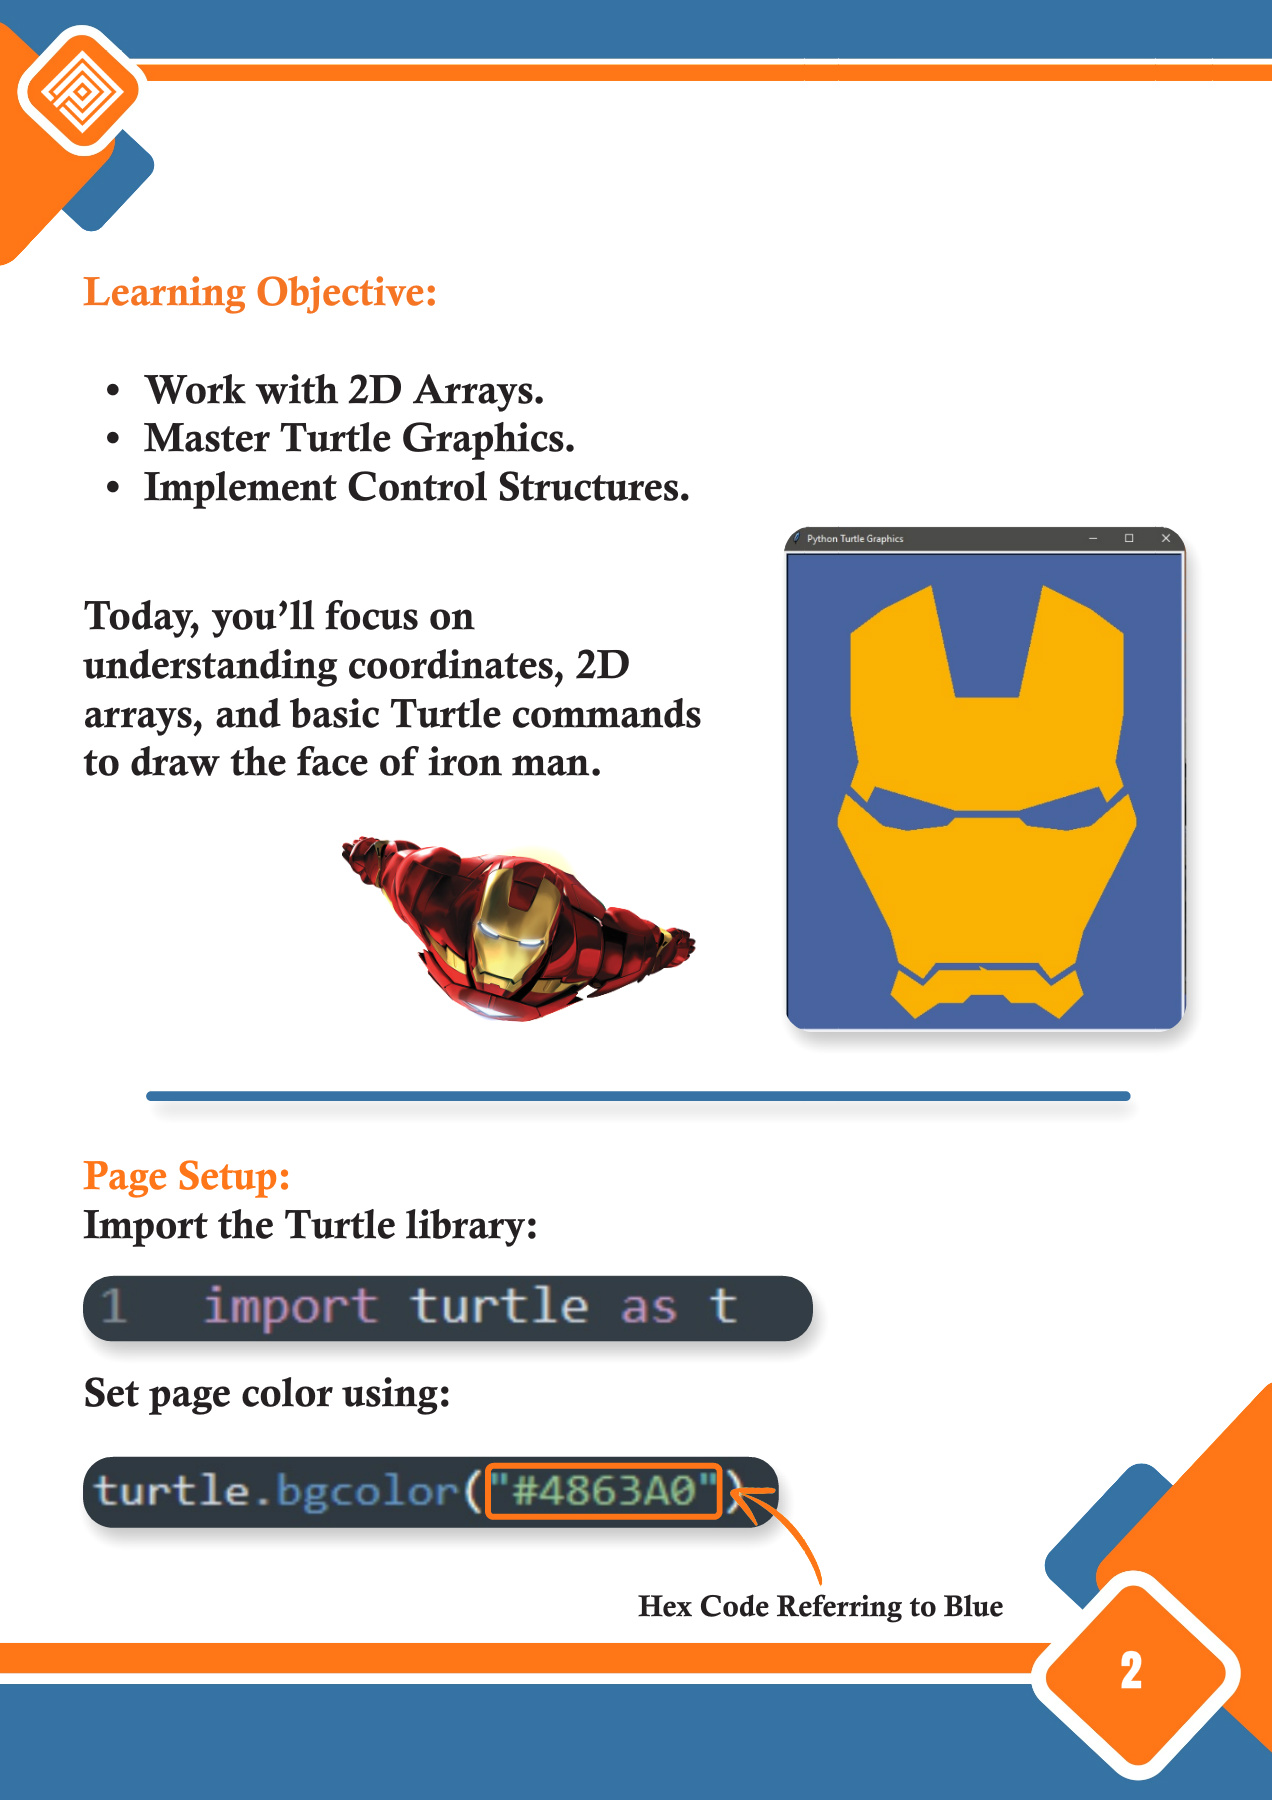 Learning Objective:
• Work with 2D Arrays.
• Master Turtle Graphics.
• Implement Control Structures.
Python Turtle Graphics
Today, you'll focus on
understanding coordinates, 2D
arrays, and basic Turtle commands
to draw the face of iron man.
Page Setup:
Import the Turtle library:
1 import turtle as t
Set page color using:
turtle.bgcolor("#4863A0")
Hex Code Referring to Blue
2